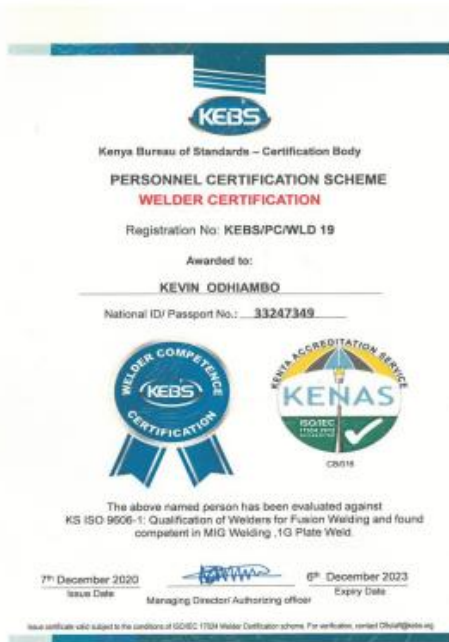 KEBS
Kenya Bureau of Standards – Certification Body
PERSONNEL CERTIFICATION SCHEME
WELDER CERTIFICATION
Registration No: KEBS/PC/WLD 19
Awarded to:
KEVIN ODHIAMBO
National ID/ Passport No.: 33247349
WELDER COMPETENCE
KEBS
CERTIFICATION
KENYA ACCREDITATION SERVICE
KENAS
ISO/IEC
CB/016
The above named person has been evaluated against
KS ISO 9606-1: Qualification of Welders for Fusion Welding and found
competent in MIG Welding ,1G Plate Weld.
7th December 2020
6th December 2023
Issue Date
Managing Director/ Authorizing officer
Expiry Date